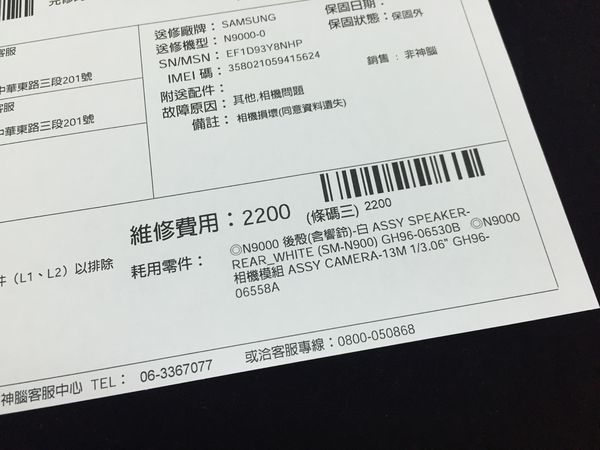 送修廠牌：SAMSUNG
送修機型：N9000-0
SN/MSN：EF1D93Y8NHP
IMEI 碼：358021059415624
附送配件：
故障原因：其他,相機問題
備註：相機損壞(同意資料遺失)
保固日期：
保固狀態：保固外
銷售：非神腦
客服
中華東路三段201號
客服
中華東路三段201號
維修費用：2200 (條碼三) 2200
件（L1、L2）以排除
耗用零件：
◎N9000 後殼(含響鈴)-白 ASSY SPEAKER-
REAR_WHITE (SM-N900) GH96-06530B ◎N9000
相機模組 ASSY CAMERA-13M 1/3.06" GH96-
06558A
神腦客服中心 TEL： 06-3367077 或洽客服專線：0800-050868